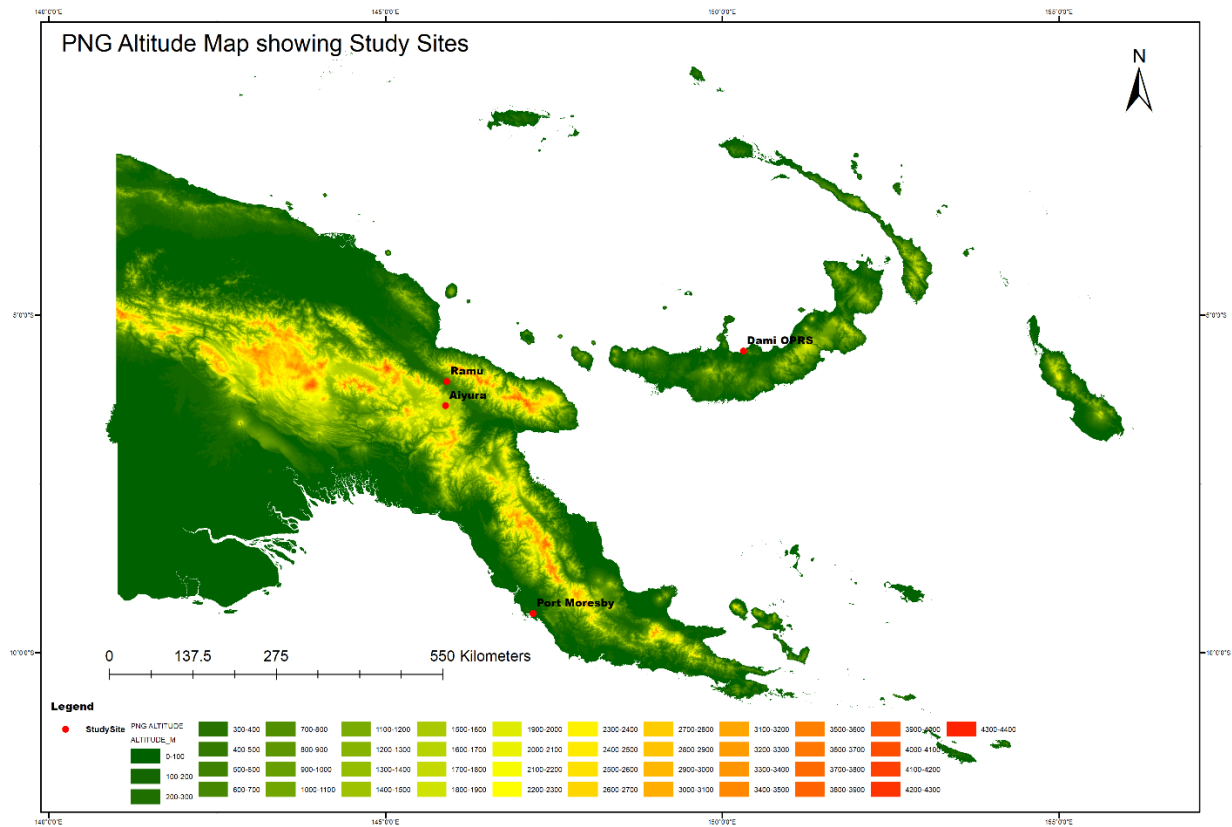 140°0'0"E 145°0'0"E 150°0'0"E 155°0'0"E
PNG Altitude Map showing Study Sites
N
5°0'0"S 5°0'0"S
Dami OPRS
Ramu
Aiyura
Port Moresby
10°0'0"S 10°0'0"S
0 137.5 275 550 Kilometers
Legend
StudySite
PNG ALTITUDE
ALTITUDE_M
0-100
100-200
200-300
300-400
400-500
500-600
600-700
700-800
800-900
900-1000
1000-1100
1100-1200
1200-1300
1300-1400
1400-1500
1500-1600
1600-1700
1700-1800
1800-1900
1900-2000
2000-2100
2100-2200
2200-2300
2300-2400
2400-2500
2500-2600
2600-2700
2700-2800
2800-2900
2900-3000
3000-3100
3100-3200
3200-3300
3300-3400
3400-3500
3500-3600
3600-3700
3700-3800
3800-3900
3900-4000
4000-4100
4100-4200
4200-4300
4300-4400
140°0'0"E 145°0'0"E 150°0'0"E 155°0'0"E